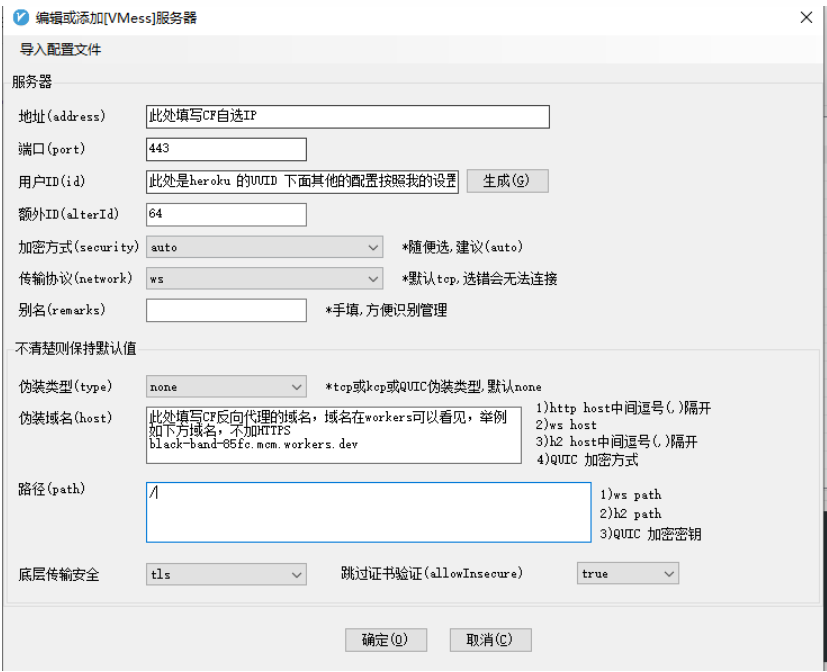 编辑或添加[VMess]服务器
导入配置文件
服务器
地址(address) 此处填写CF自选IP
端口(port) 443
用户ID(id) 此处是heroku 的UUID 下面其他的配置按照我的设置 生成(G)
额外ID(alterId) 64
加密方式(security) auto *随便选,建议(auto)
传输协议(network) ws *默认tcp,选错会无法连接
别名(remarks) *手填,方便识别管理
不清楚则保持默认值
伪装类型(type) none *tcp或kcp或QUIC伪装类型,默认none
伪装域名(host) 此处填写CF反向代理的域名，域名在workers可以看见，举例
如下方域名，不加HTTPS
black-band-85fc.mcm.workers.dev
1)http host中间逗号(,)隔开
2)ws host
3)h2 host中间逗号(,)隔开
4)QUIC 加密方式
路径(path) /
1)ws path
2)h2 path
3)QUIC 加密密钥
底层传输安全 tls 跳过证书验证(allowInsecure) true
确定(O) 取消(C)